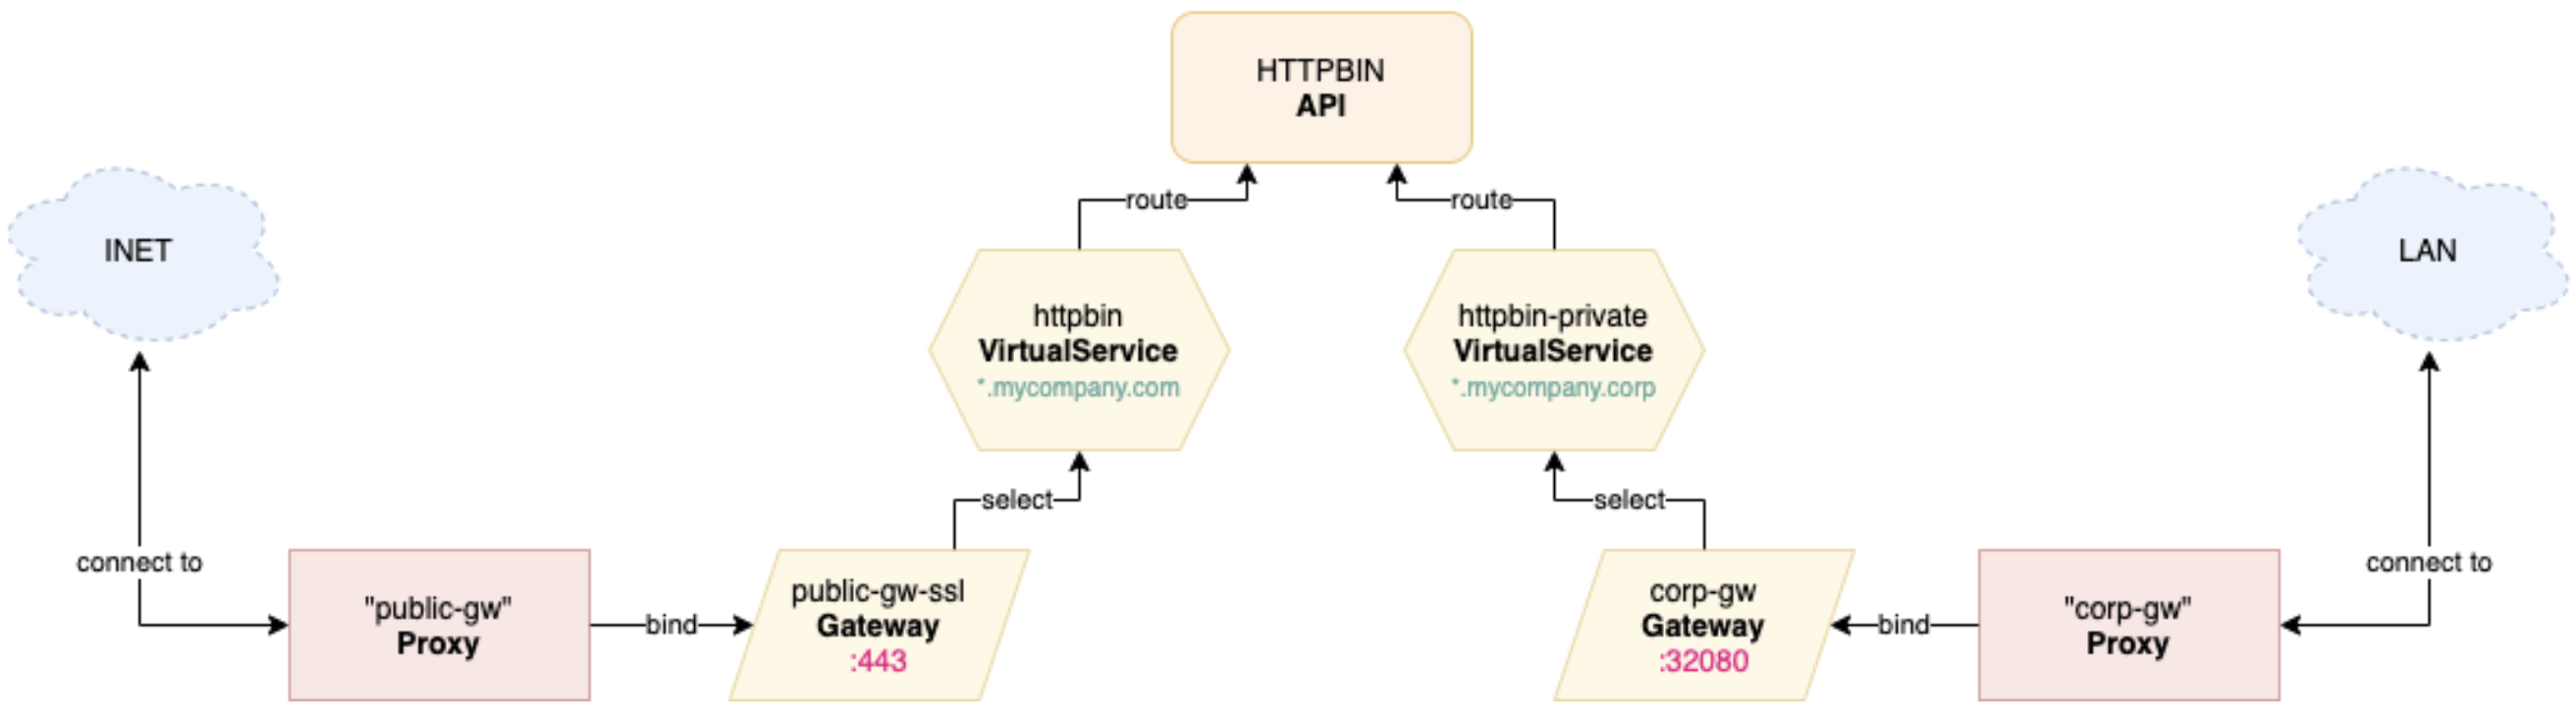 HTTPBIN
API
route
route
INET
LAN
httpbin
VirtualService
*.mycompany.com
httpbin-private
VirtualService
*.mycompany.corp
select
select
connect to
connect to
"public-gw"
Proxy
bind
public-gw-ssl
Gateway
:443
corp-gw
Gateway
:32080
bind
"corp-gw"
Proxy